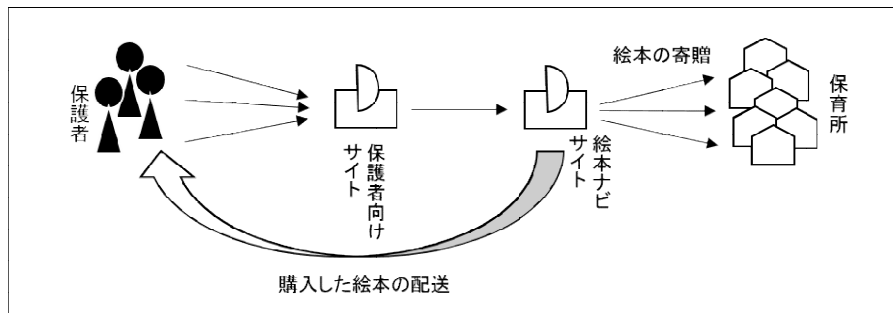 保護者
保護者向け
サイト
絵本ナビ
サイト
絵本の寄贈
保育所
購入した絵本の配送